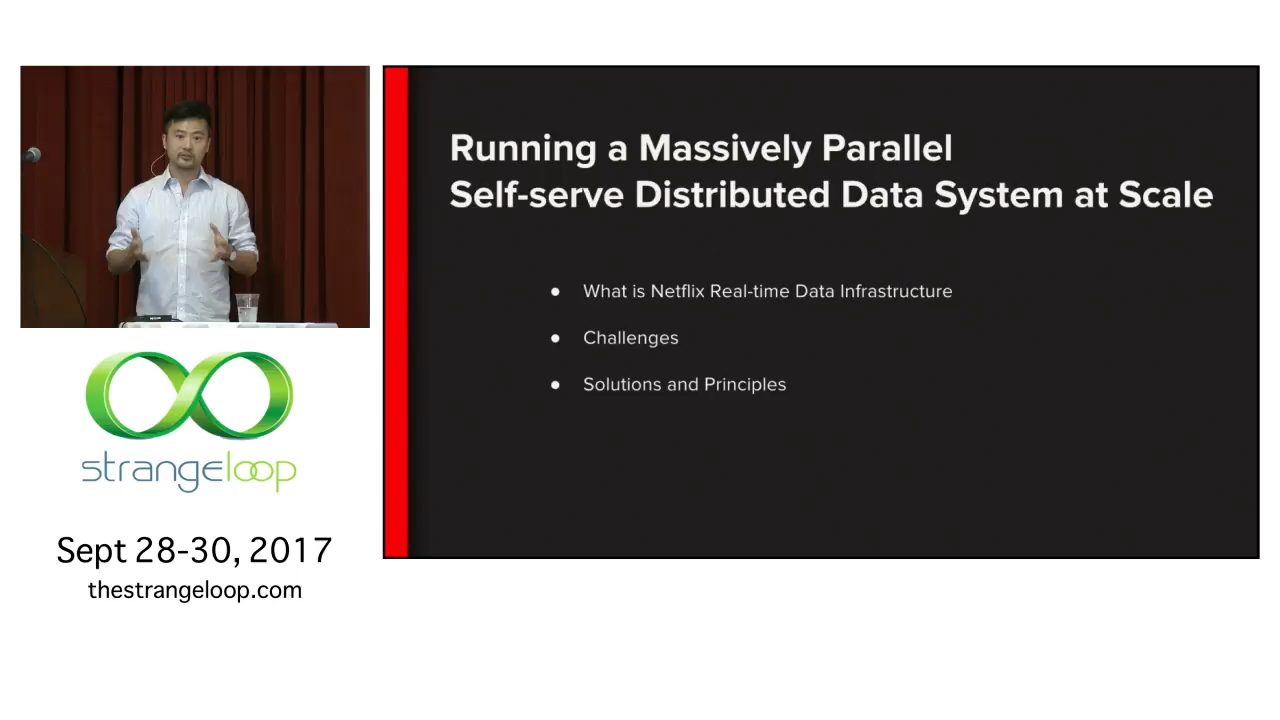 Running a Massively Parallel
Self-serve Distributed Data System at Scale
● What is Netflix Real-time Data Infrastructure
● Challenges
● Solutions and Principles
strangeloop
Sept 28-30, 2017
thestrangeloop.com